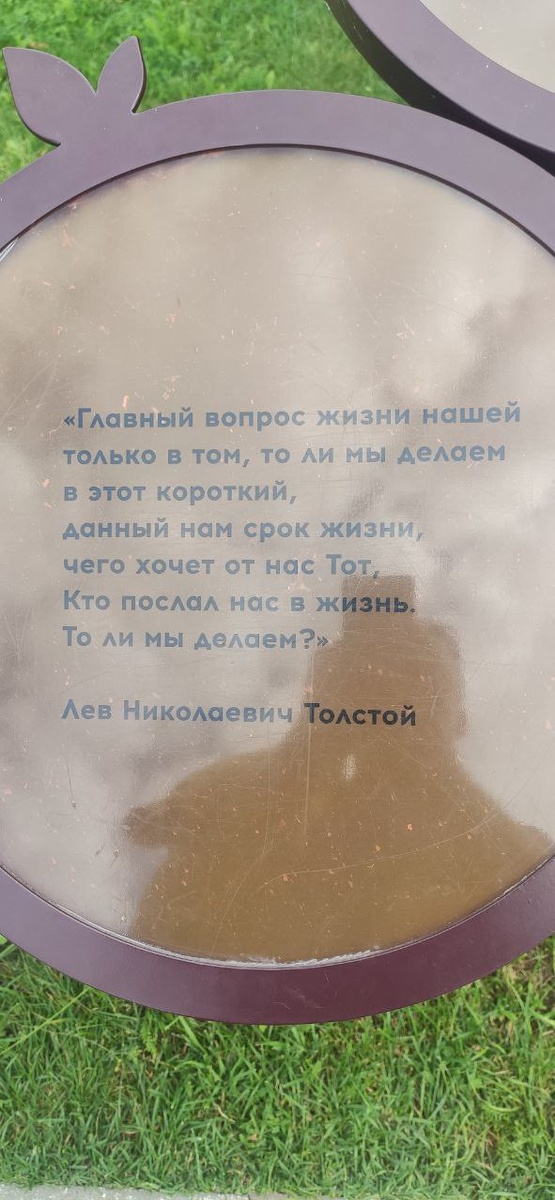 «Главный вопрос жизни нашей
только в том, то ли мы делаем
в этот короткий,
данный нам срок жизни,
чего хочет от нас Тот,
Кто послал нас в жизнь.
То ли мы делаем?»
Лев Николаевич Толстой